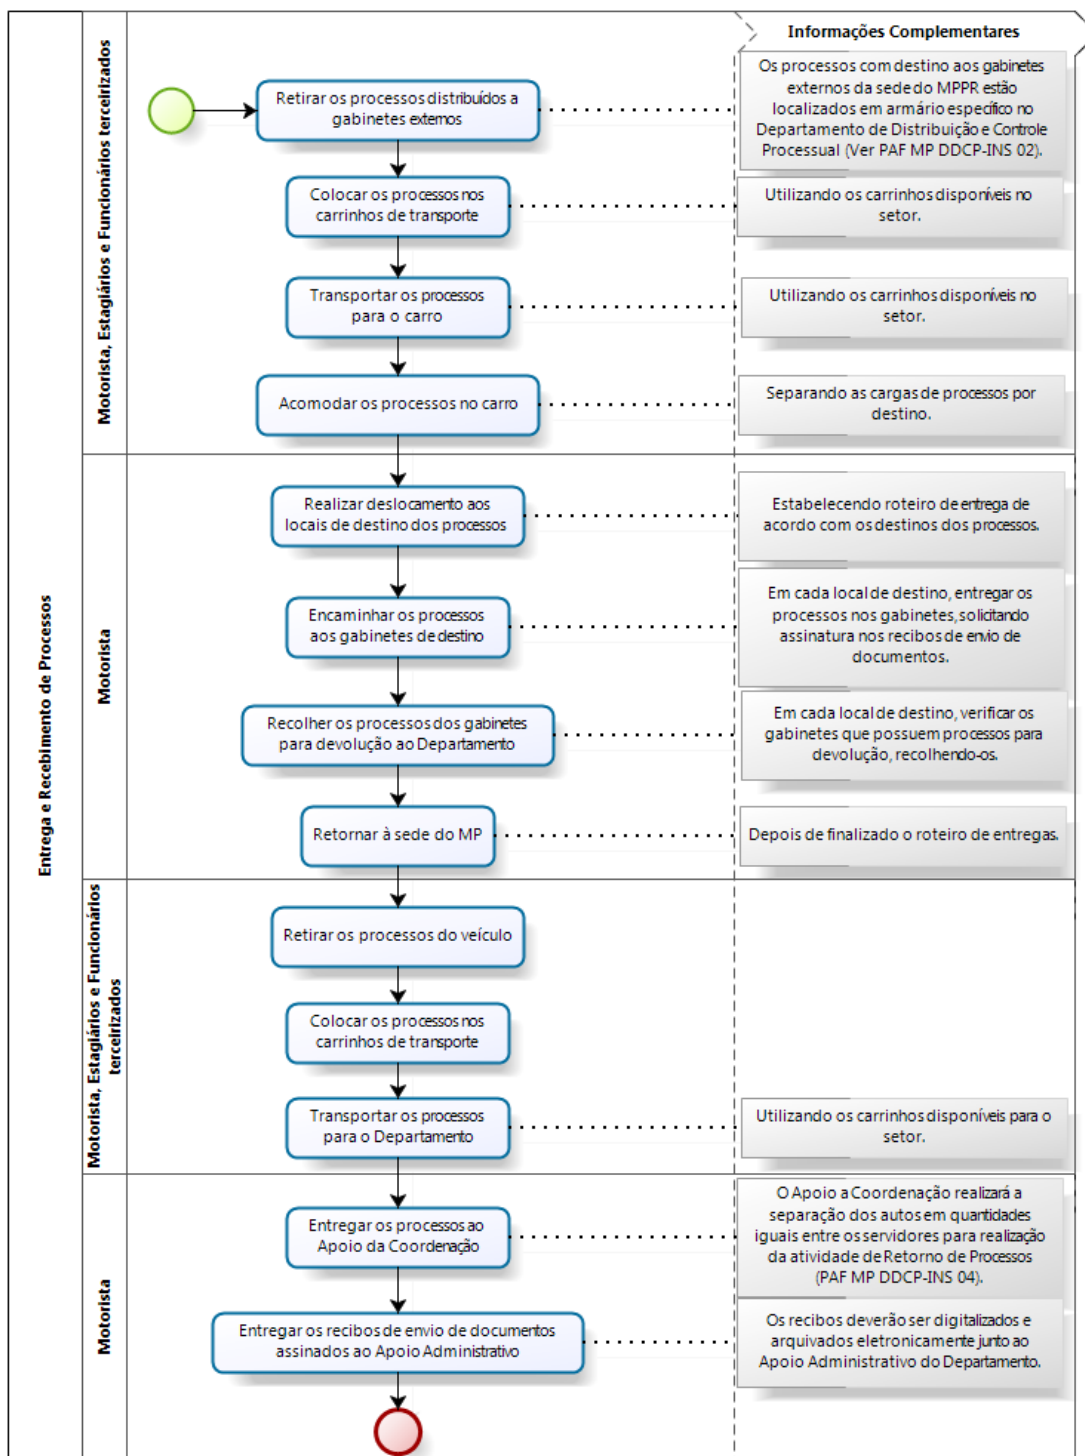 Informações Complementares
Entrega e Recebimento de Processos
Motorista, Estagiários e Funcionários terceirizados
Retirar os processos distribuídos a
gabinetes externos
Os processos com destino aos gabinetes
externos da sede do MPPR estão
localizados em armário específico no
Departamento de Distribuição e Controle
Processual (Ver PAF MP DDCP-INS 02).
Colocar os processos nos
carrinhos de transporte
Utilizando os carrinhos disponíveis no
setor.
Transportar os processos
para o carro
Utilizando os carrinhos disponíveis no
setor.
Acomodar os processos no carro
Separando as cargas de processos por
destino.
Motorista
Realizar deslocamento aos
locais de destino dos processos
Estabelecendo roteiro de entrega de
acordo com os destinos dos processos.
Encaminhar os processos
aos gabinetes de destino
Em cada local de destino, entregar os
processos nos gabinetes, solicitando
assinatura nos recibos de envio de
documentos.
Recolher os processos dos gabinetes
para devolução ao Departamento
Em cada local de destino, verificar os
gabinetes que possuem processos para
devolução, recolhendo-os.
Retornar à sede do MP
Depois de finalizado o roteiro de entregas.
Motorista, Estagiários e Funcionários
terceirizados
Retirar os processos do veículo
Colocar os processos nos
carrinhos de transporte
Transportar os processos
para o Departamento
Utilizando os carrinhos disponíveis para o
setor.
Motorista
Entregar os processos ao
Apoio da Coordenação
O Apoio a Coordenação realizará a
separação dos autos em quantidades
iguais entre os servidores para realização
da atividade de Retorno de Processos
(PAF MP DDCP-INS 04).
Entregar os recibos de envio de documentos
assinados ao Apoio Administrativo
Os recibos deverão ser digitalizados e
arquivados eletronicamente junto ao
Apoio Administrativo do Departamento.